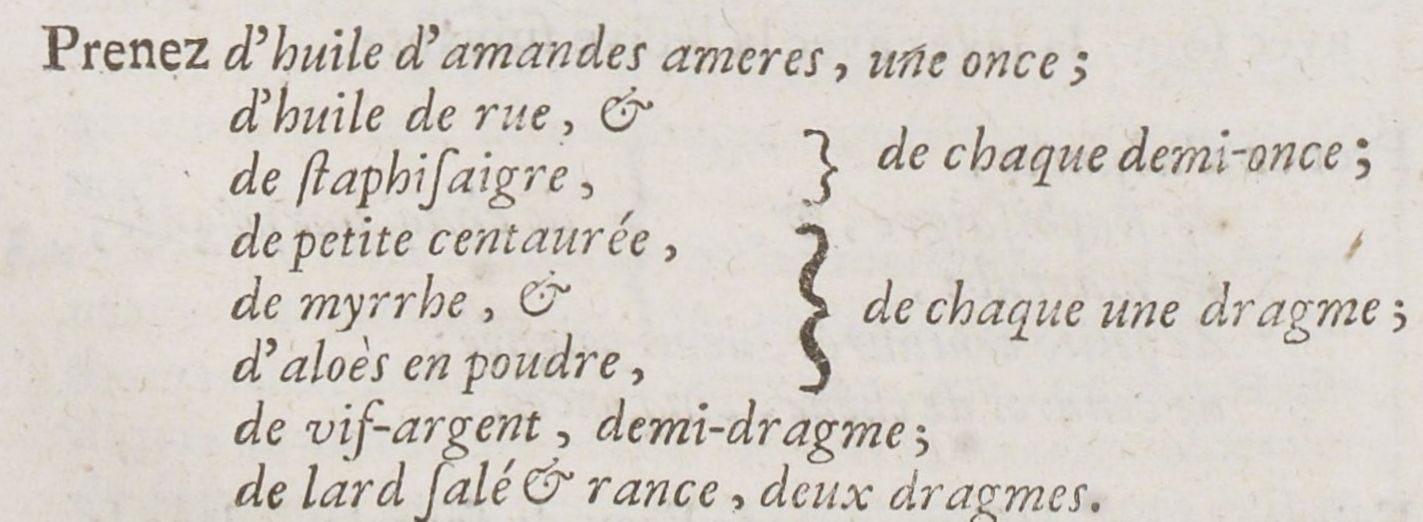 Prenez d'huile d'amandes ameres, une once;
d'huile de rue, &
de ſtaphiſaigre,
} de chaque demi-once;
de petite centaurée,
de myrrhe, &
d'aloès en poudre,
} de chaque une dragme;
de vif-argent, demi-dragme;
de lard ſalé & rance, deux dragmes.